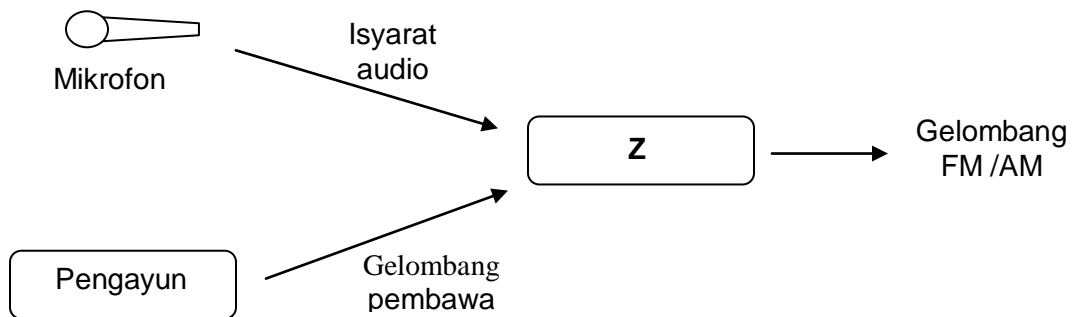 Mikrofon
Isyarat
audio
Z
Gelombang
FM /AM
Pengayun
Gelombang
pembawa